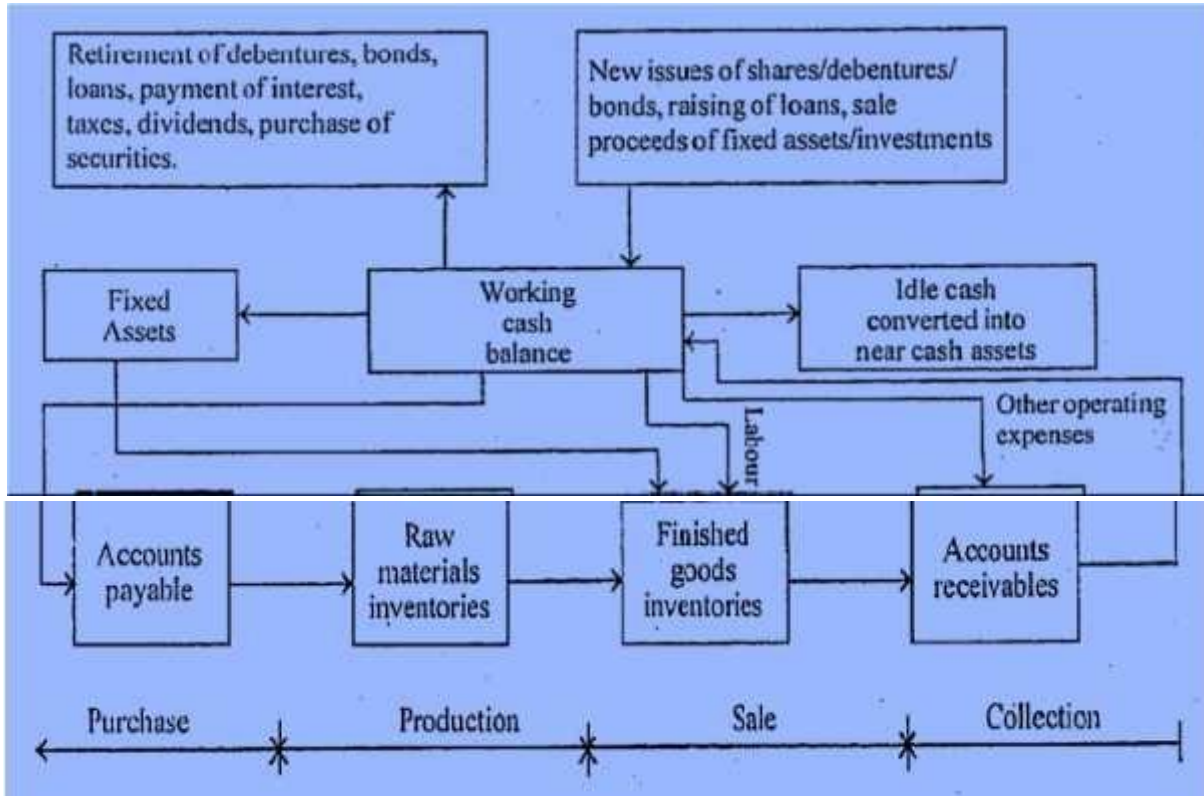 Retirement of debentures, bonds,
loans, payment of interest,
taxes, dividends, purchase of
securities.
New issues of shares/debentures/
bonds, raising of loans, sale
proceeds of fixed assets/investments
Fixed
Assets
Working
cash
balance
Idle cash
converted into
near cash assets
Labour
Other operating
expenses
Accounts
payable
Raw
materials
inventories
Finished
goods
inventories
Accounts
receivables
Purchase
Production
Sale
Collection